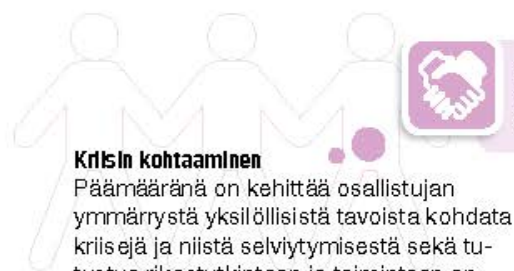 Kriisin kohtaaminen
Päämääränä on kehittää osallistujan
ymmärrystä yksilöllisistä tavoista kohdata
kriisejä ja niistä selviytymisestä sekä tu-